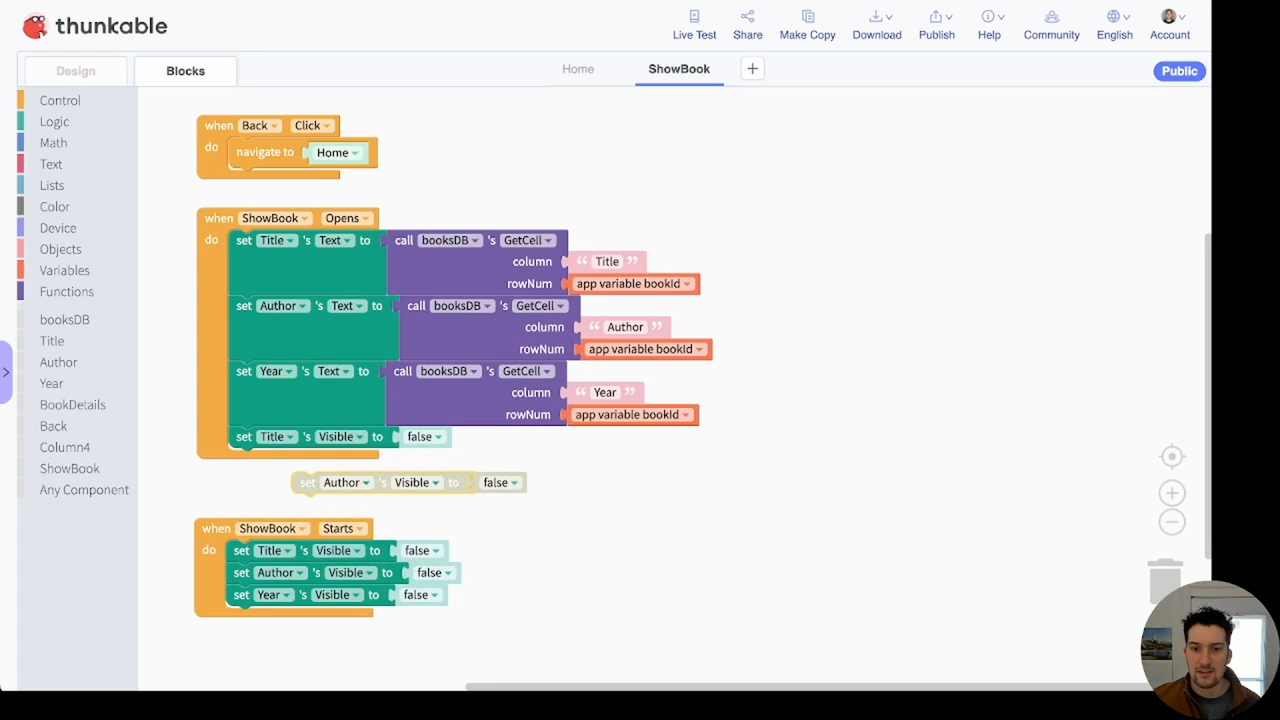 thunkable
Live Test
Share
Make Copy
Download
Publish
Help
Community
English
Account
Design
Blocks
Home
ShowBook
+
Public
Control
Logic
Math
Text
Lists
Color
Device
Objects
Variables
Functions
booksDB
Title
Author
Year
BookDetails
Back
Column4
ShowBook
Any Component
when Back Click
do navigate to Home
when ShowBook Opens
do set Title 's Text to call booksDB 's GetCell
column “ Title ”
rowNum app variable bookId
set Author 's Text to call booksDB 's GetCell
column “ Author ”
rowNum app variable bookId
set Year 's Text to call booksDB 's GetCell
column “ Year ”
rowNum app variable bookId
set Title 's Visible to false
set Author 's Visible to false
when ShowBook Starts
do set Title 's Visible to false
set Author 's Visible to false
set Year 's Visible to false